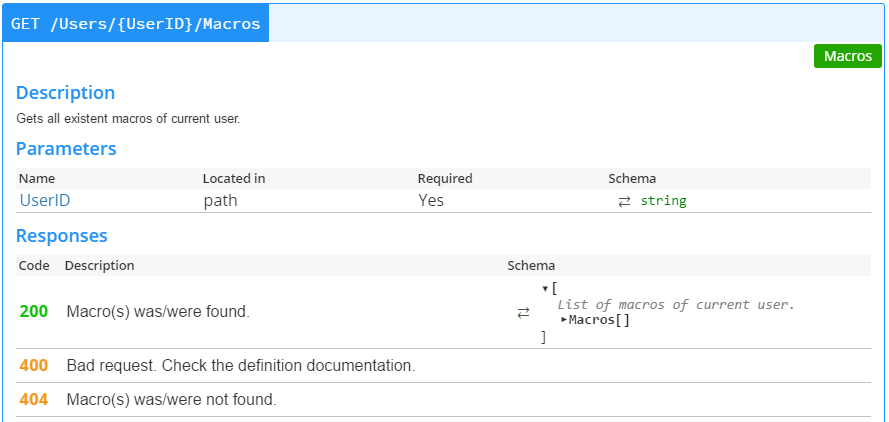 GET /Users/{UserID}/Macros
Macros
Description
Gets all existent macros of current user.
Parameters
Name Located in Required Schema
UserID path Yes ⇄ string
Responses
Code Description Schema
▾[
List of macros of current user.
200 Macro(s) was/were found. ⇄ ▸Macros[]
]
400 Bad request. Check the definition documentation.
404 Macro(s) was/were not found.